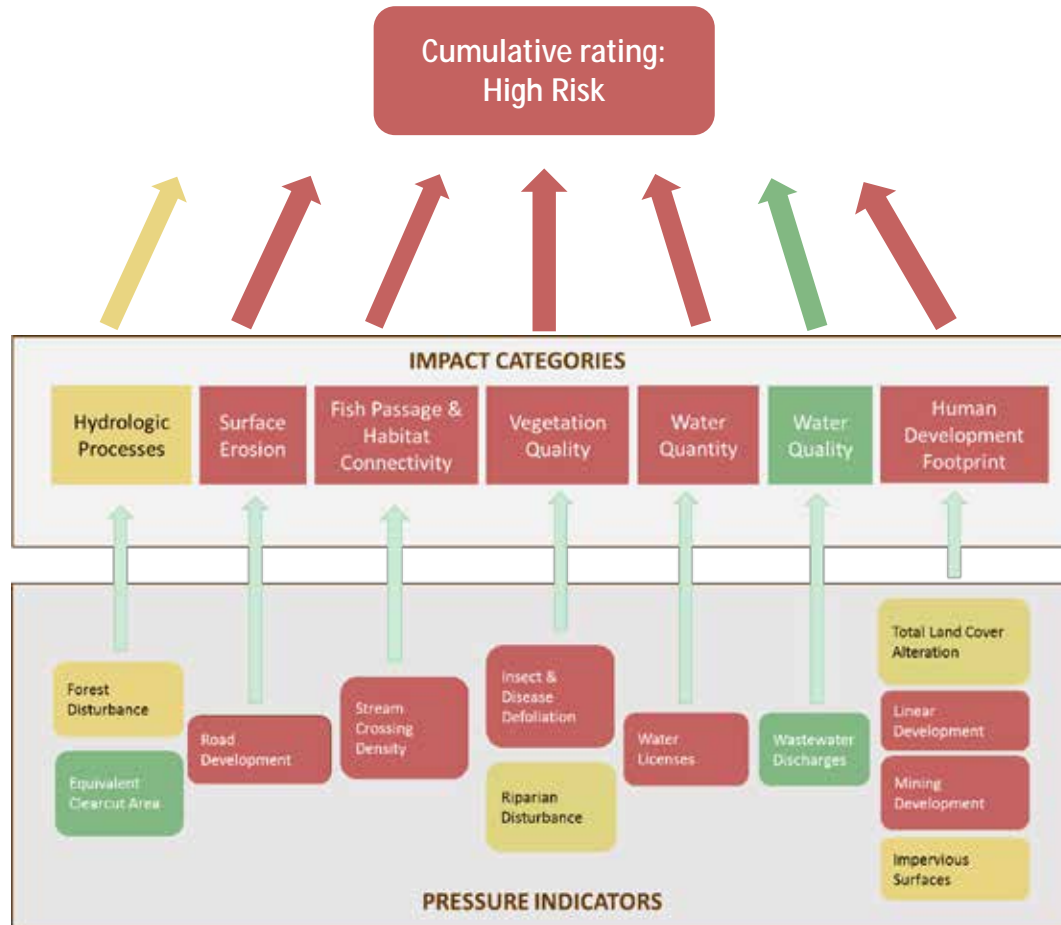 Cumulative rating:
High Risk
IMPACT CATEGORIES
Hydrologic
Processes
Surface
Erosion
Fish Passage &
Habitat
Connectivity
Vegetation
Quality
Water
Quantity
Water
Quality
Human
Development
Footprint
Forest
Disturbance
Equivalent
Clearcut Area
Road
Development
Stream
Crossing
Density
Insect &
Disease
Defoliation
Riparian
Disturbance
Water
Licenses
Wastewater
Discharges
Total Land Cover
Alteration
Linear
Development
Mining
Development
Impervious
Surfaces
PRESSURE INDICATORS